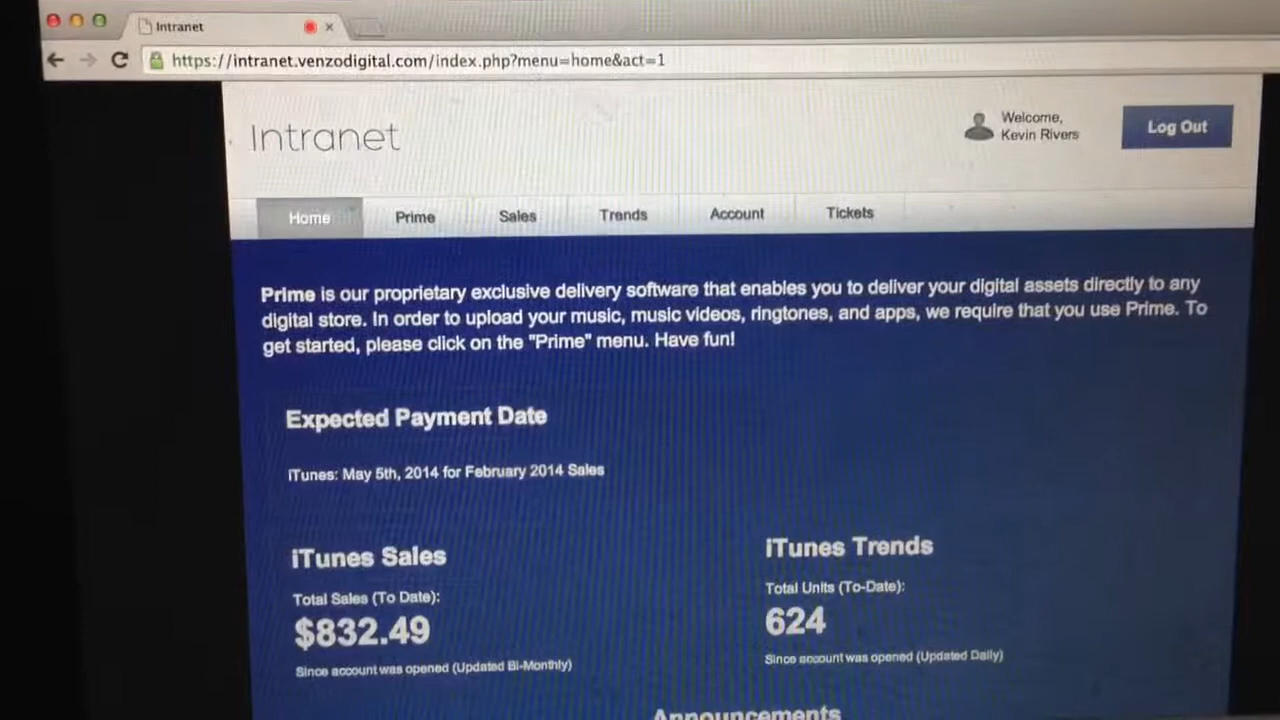 Intranet
https://intranet.venzodigital.com/index.php?menu=home&act=1
Intranet
Welcome,
Kevin Rivers
Log Out
Home Prime Sales Trends Account Tickets
Prime is our proprietary exclusive delivery software that enables you to deliver your digital assets directly to any
digital store. In order to upload your music, music videos, ringtones, and apps, we require that you use Prime. To
get started, please click on the "Prime" menu. Have fun!
Expected Payment Date
iTunes: May 5th, 2014 for February 2014 Sales
iTunes Sales
Total Sales (To Date):
$832.49
Since account was opened (Updated Bi-Monthly)
iTunes Trends
Total Units (To-Date):
624
Since account was opened (Updated Daily)
Announcements